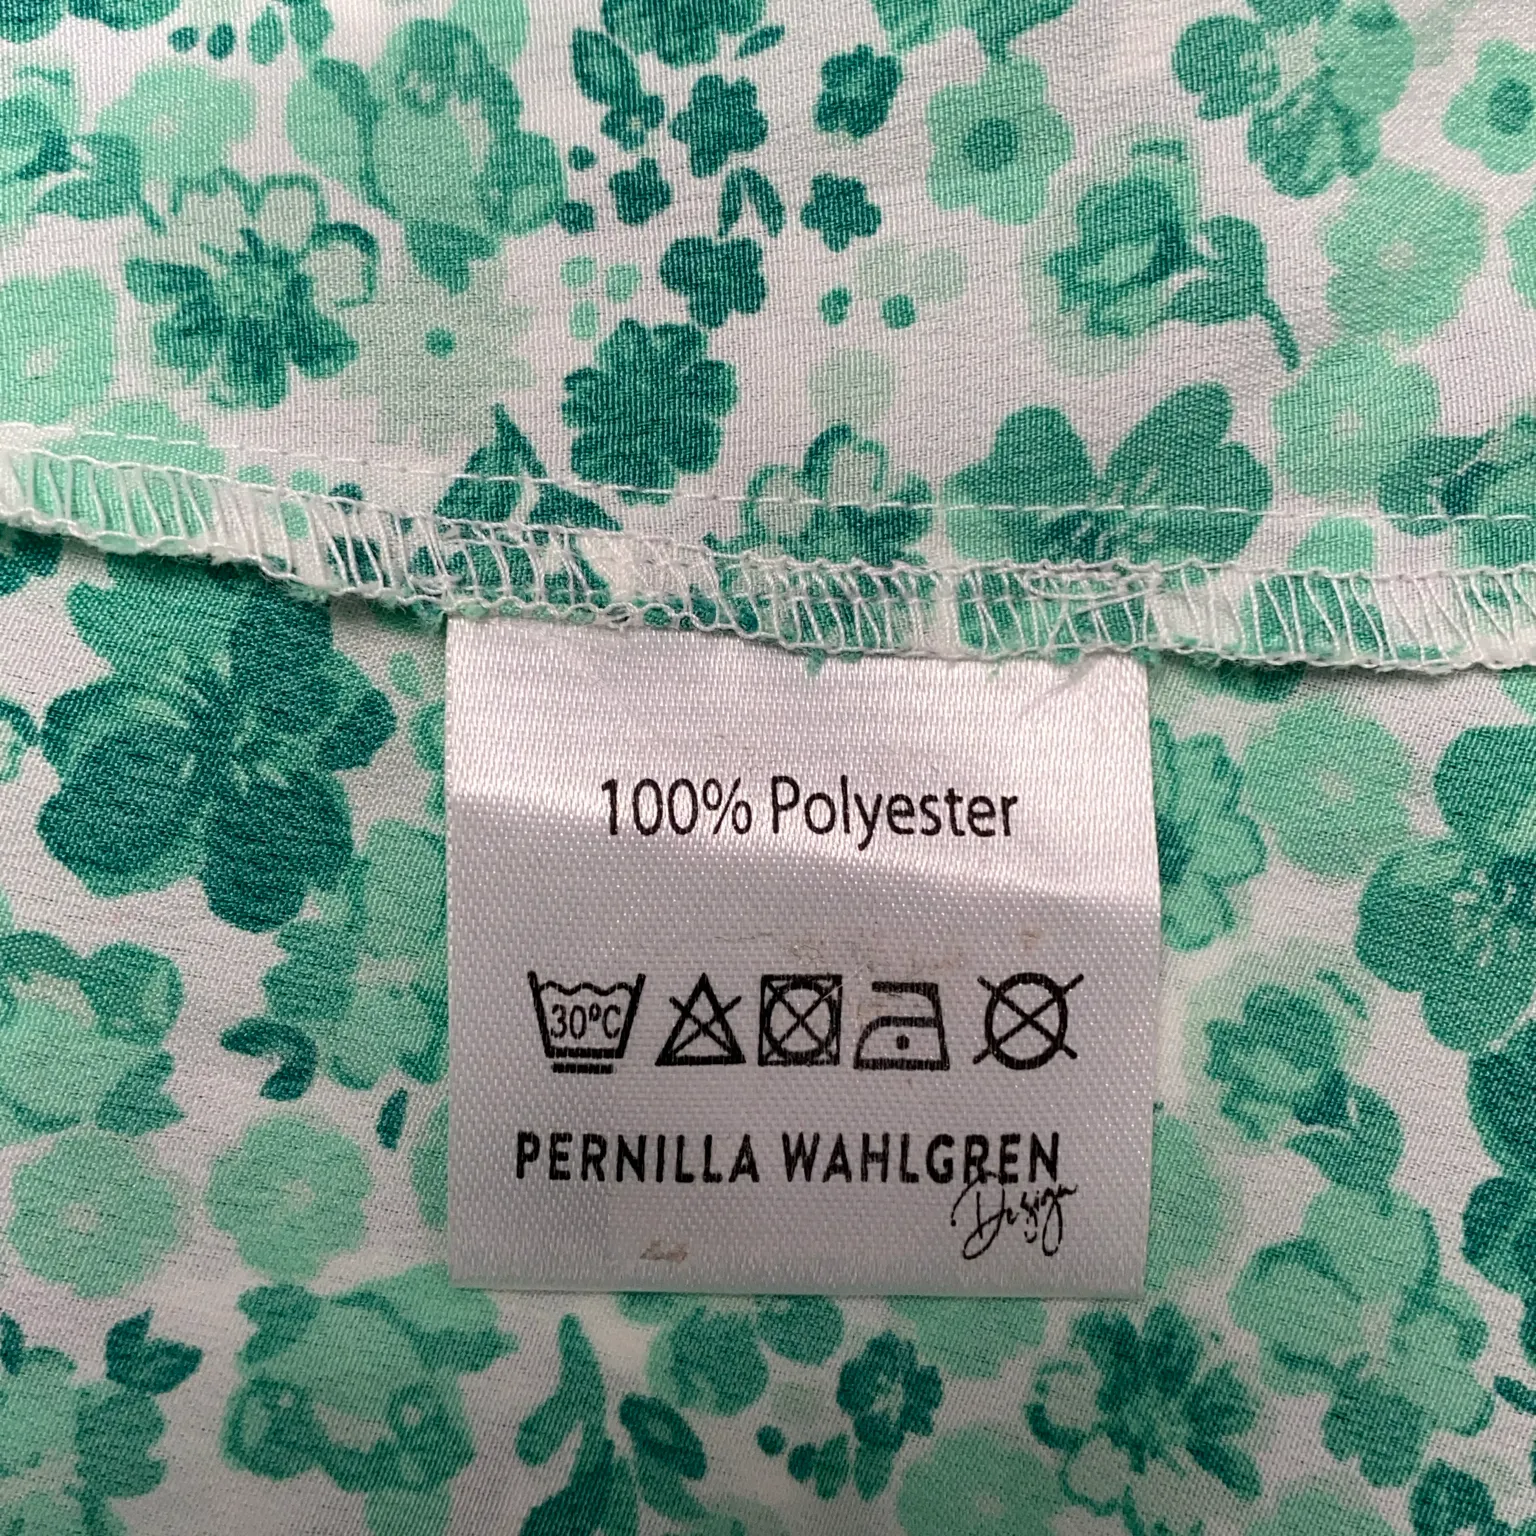 100% Polyester
30°C
PERNILLA WAHLGREN
Design